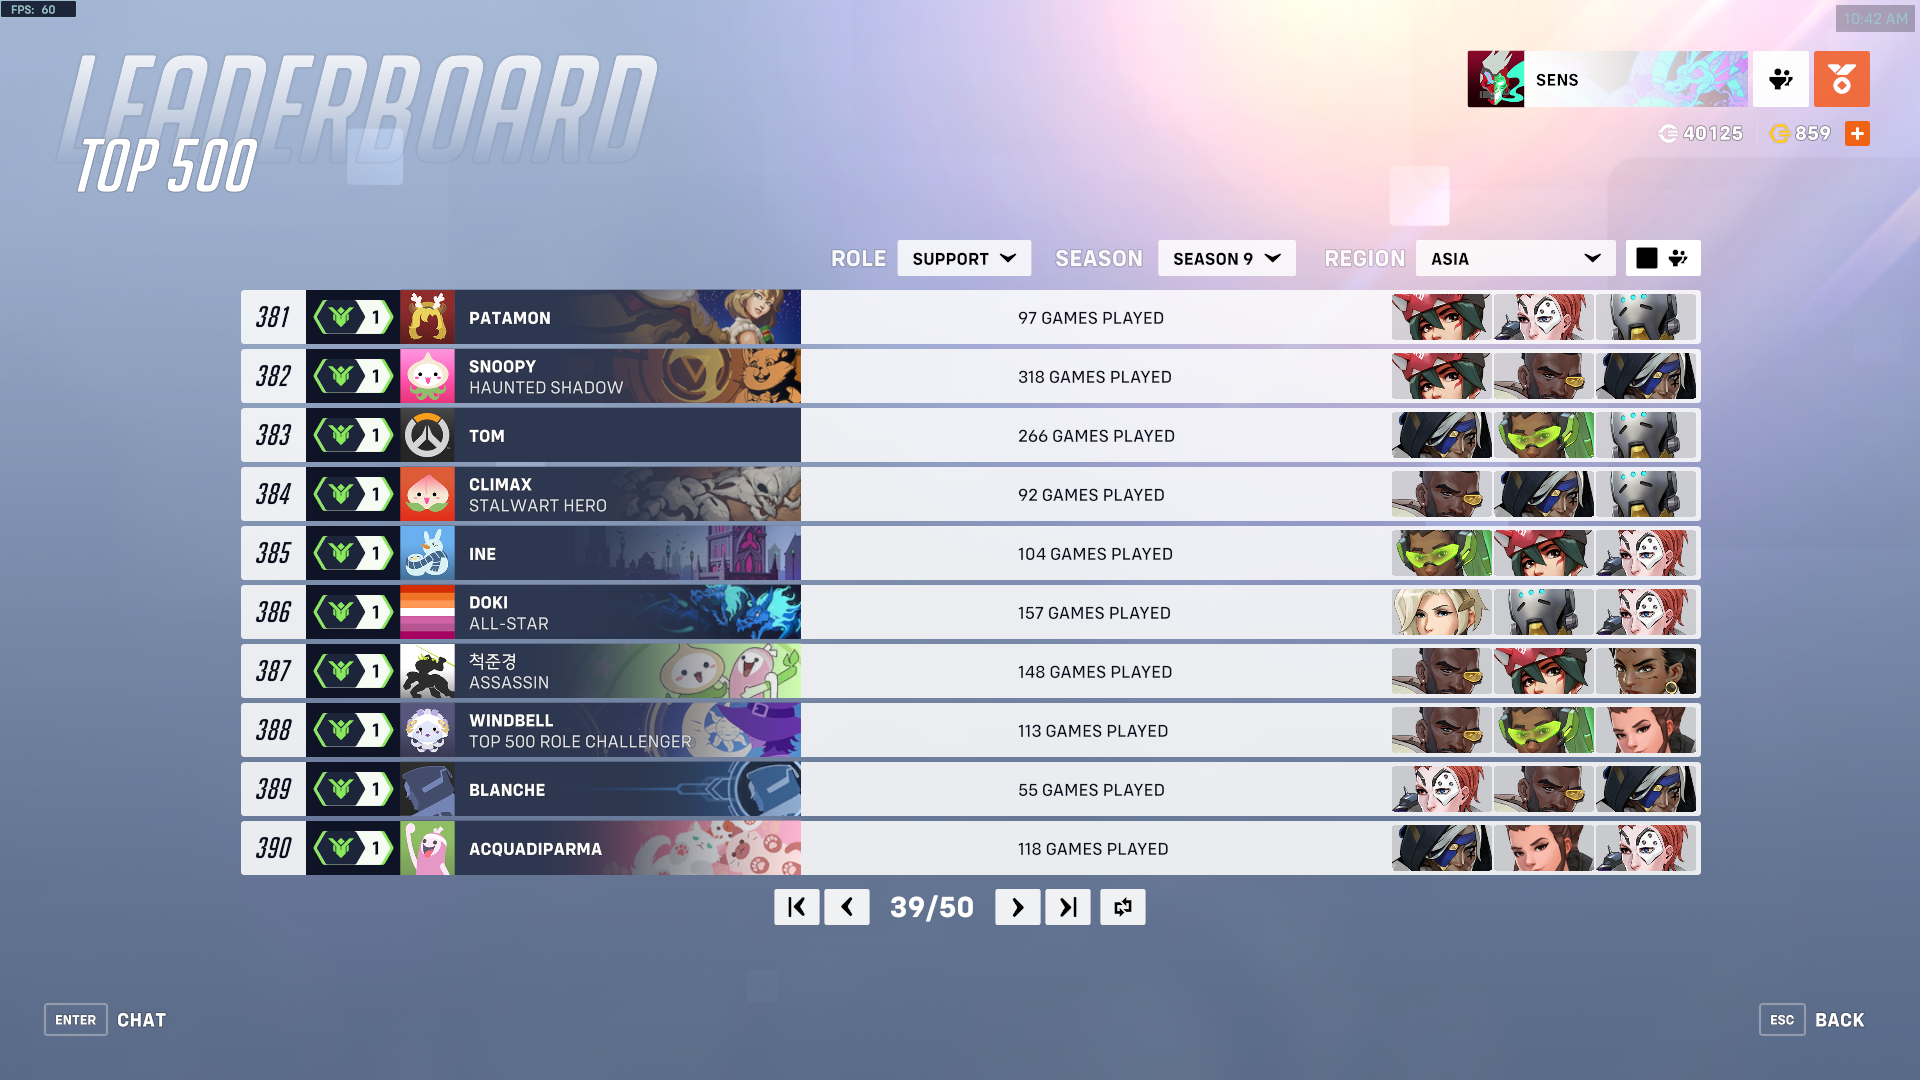 FPS: 60
10:42 AM
LEADERBOARD
TOP 500
SENS
40125
859
ROLE SUPPORT SEASON SEASON 9 REGION ASIA
381 1 PATAMON 97 GAMES PLAYED
382 1 SNOOPY 318 GAMES PLAYED
HAUNTED SHADOW
383 1 TOM 266 GAMES PLAYED
384 1 CLIMAX 92 GAMES PLAYED
STALWART HERO
385 1 INE 104 GAMES PLAYED
386 1 DOKI 157 GAMES PLAYED
ALL-STAR
387 1 척준경 148 GAMES PLAYED
ASSASSIN
388 1 WINDBELL 113 GAMES PLAYED
TOP 500 ROLE CHALLENGER
389 1 BLANCHE 55 GAMES PLAYED
390 1 ACQUADIPARMA 118 GAMES PLAYED
39/50
ENTER CHAT
ESC BACK